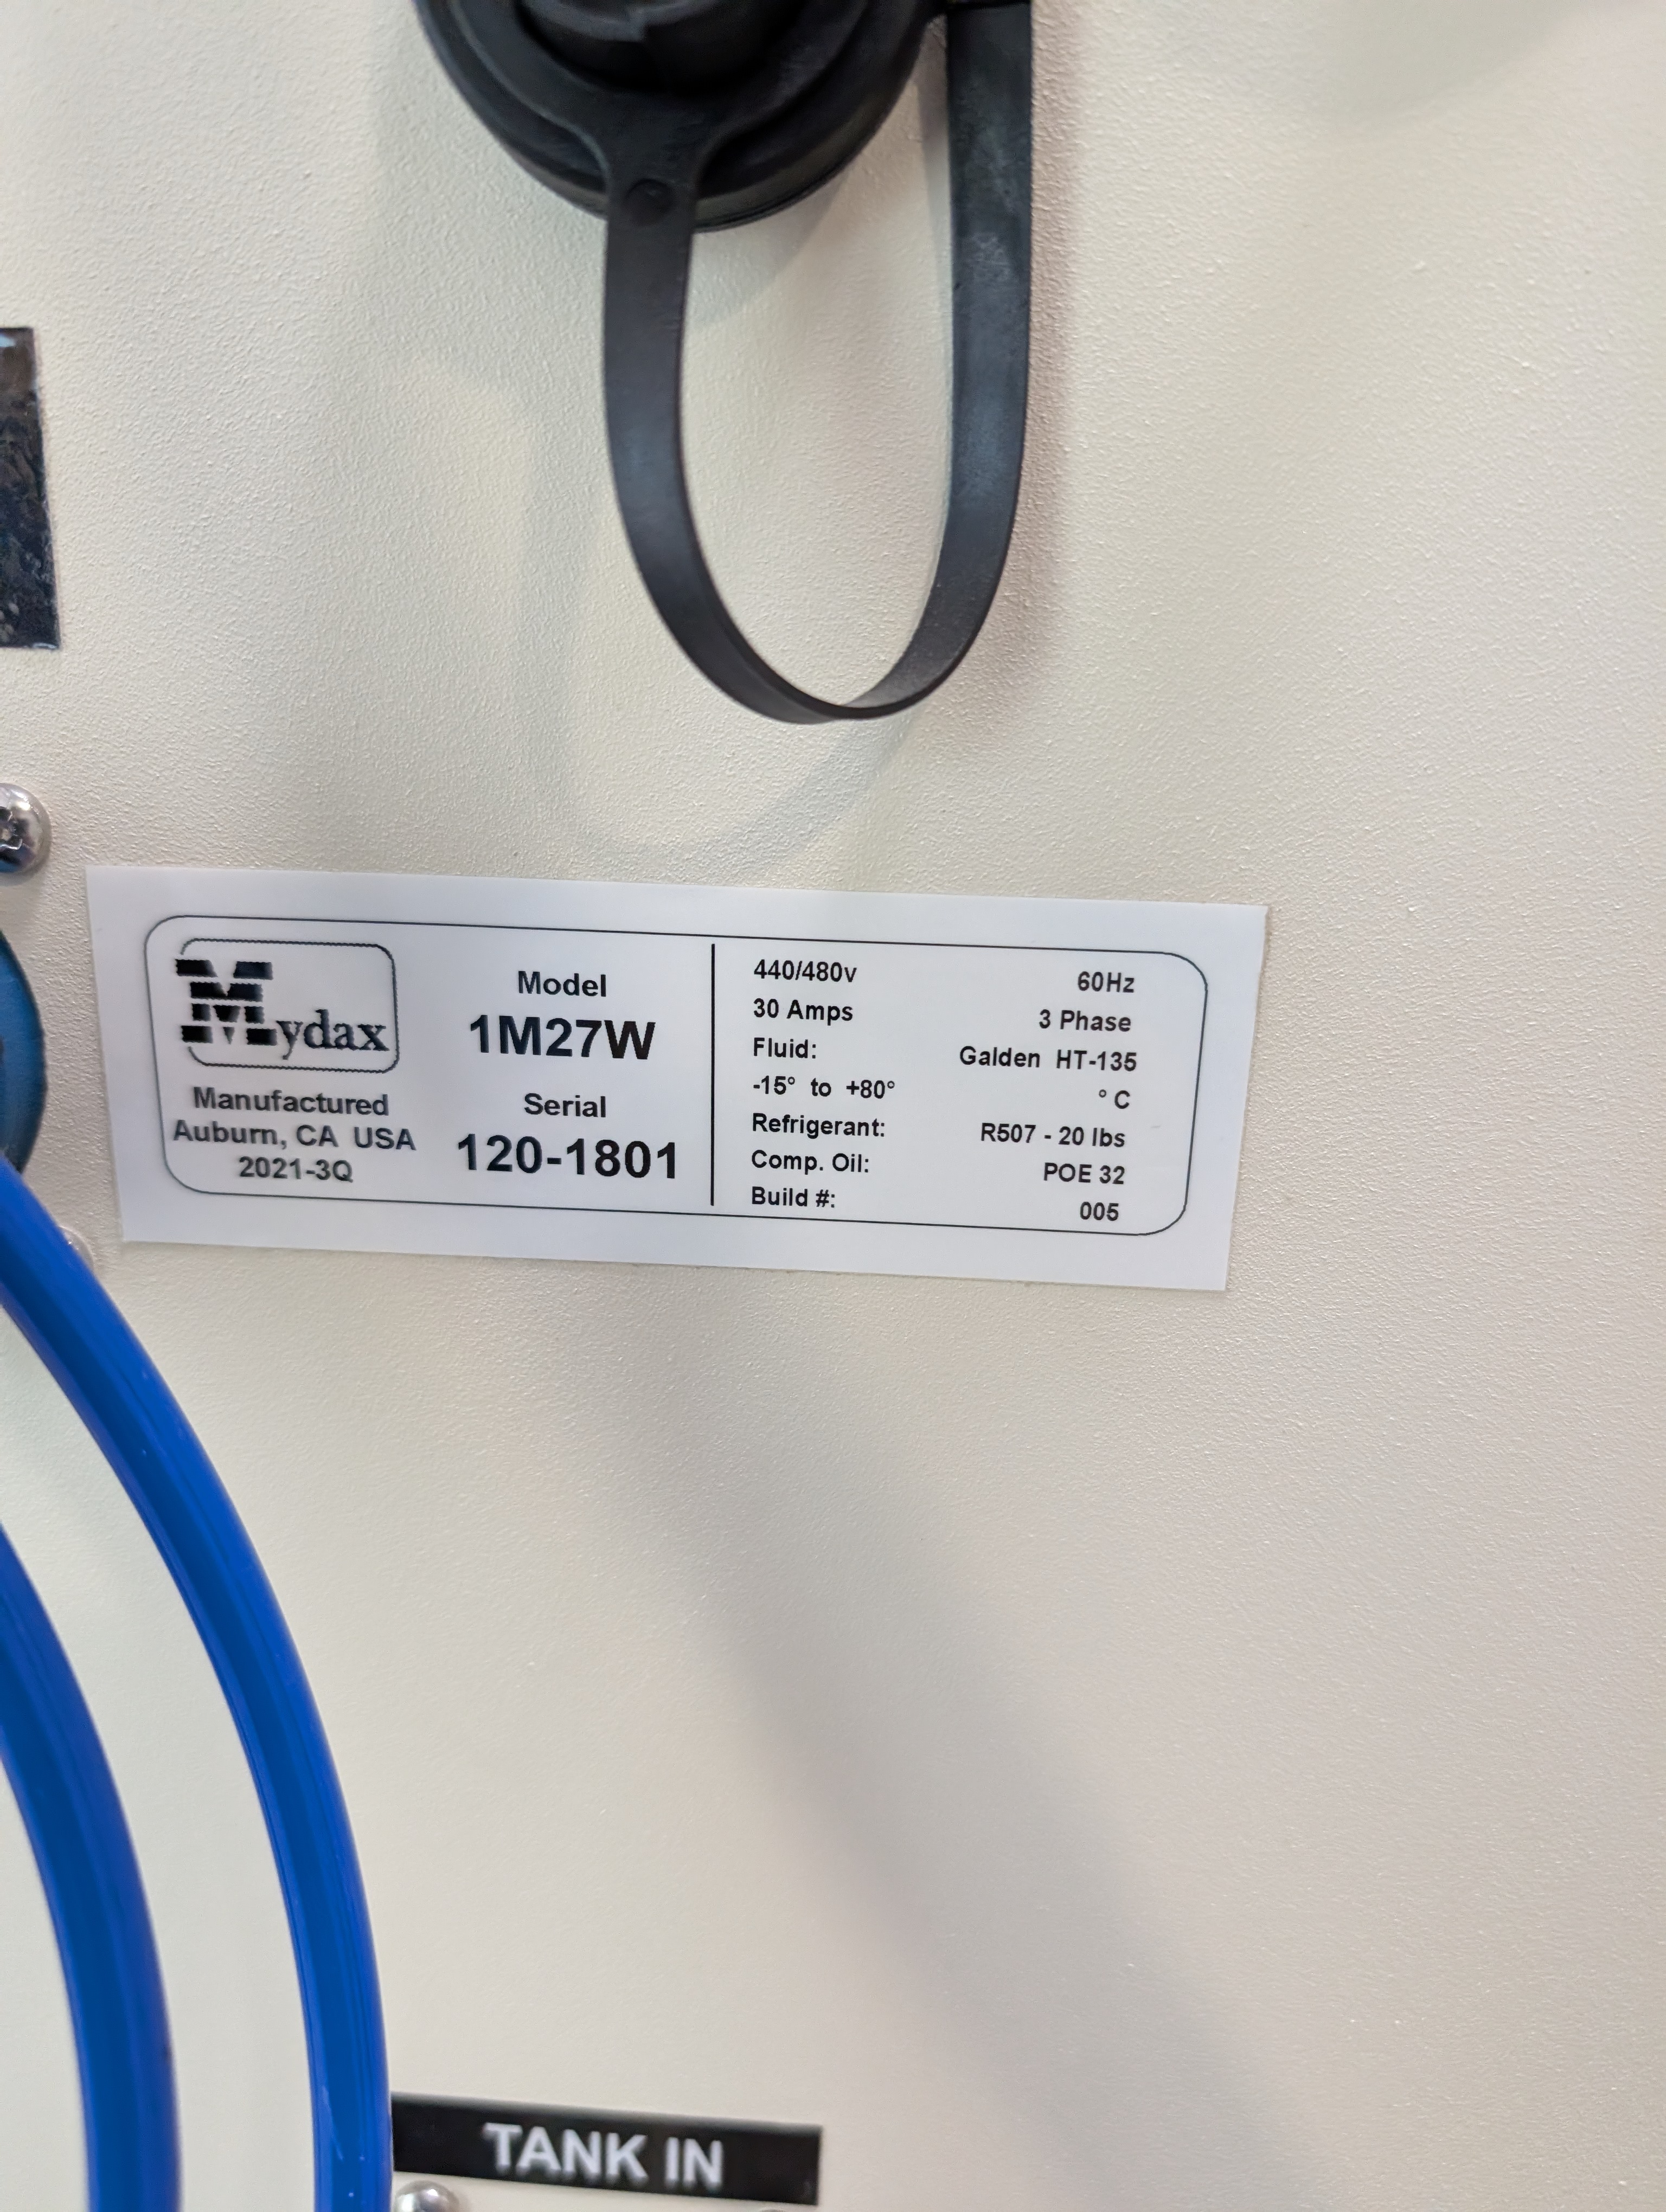 Mydax
Manufactured
Auburn, CA USA
2021-3Q
Model
1M27W
Serial
120-1801
440/480v 60Hz
30 Amps 3 Phase
Fluid: Galden HT-135
-15° to +80° ° C
Refrigerant: R507 - 20 lbs
Comp. Oil: POE 32
Build #: 005
TANK IN